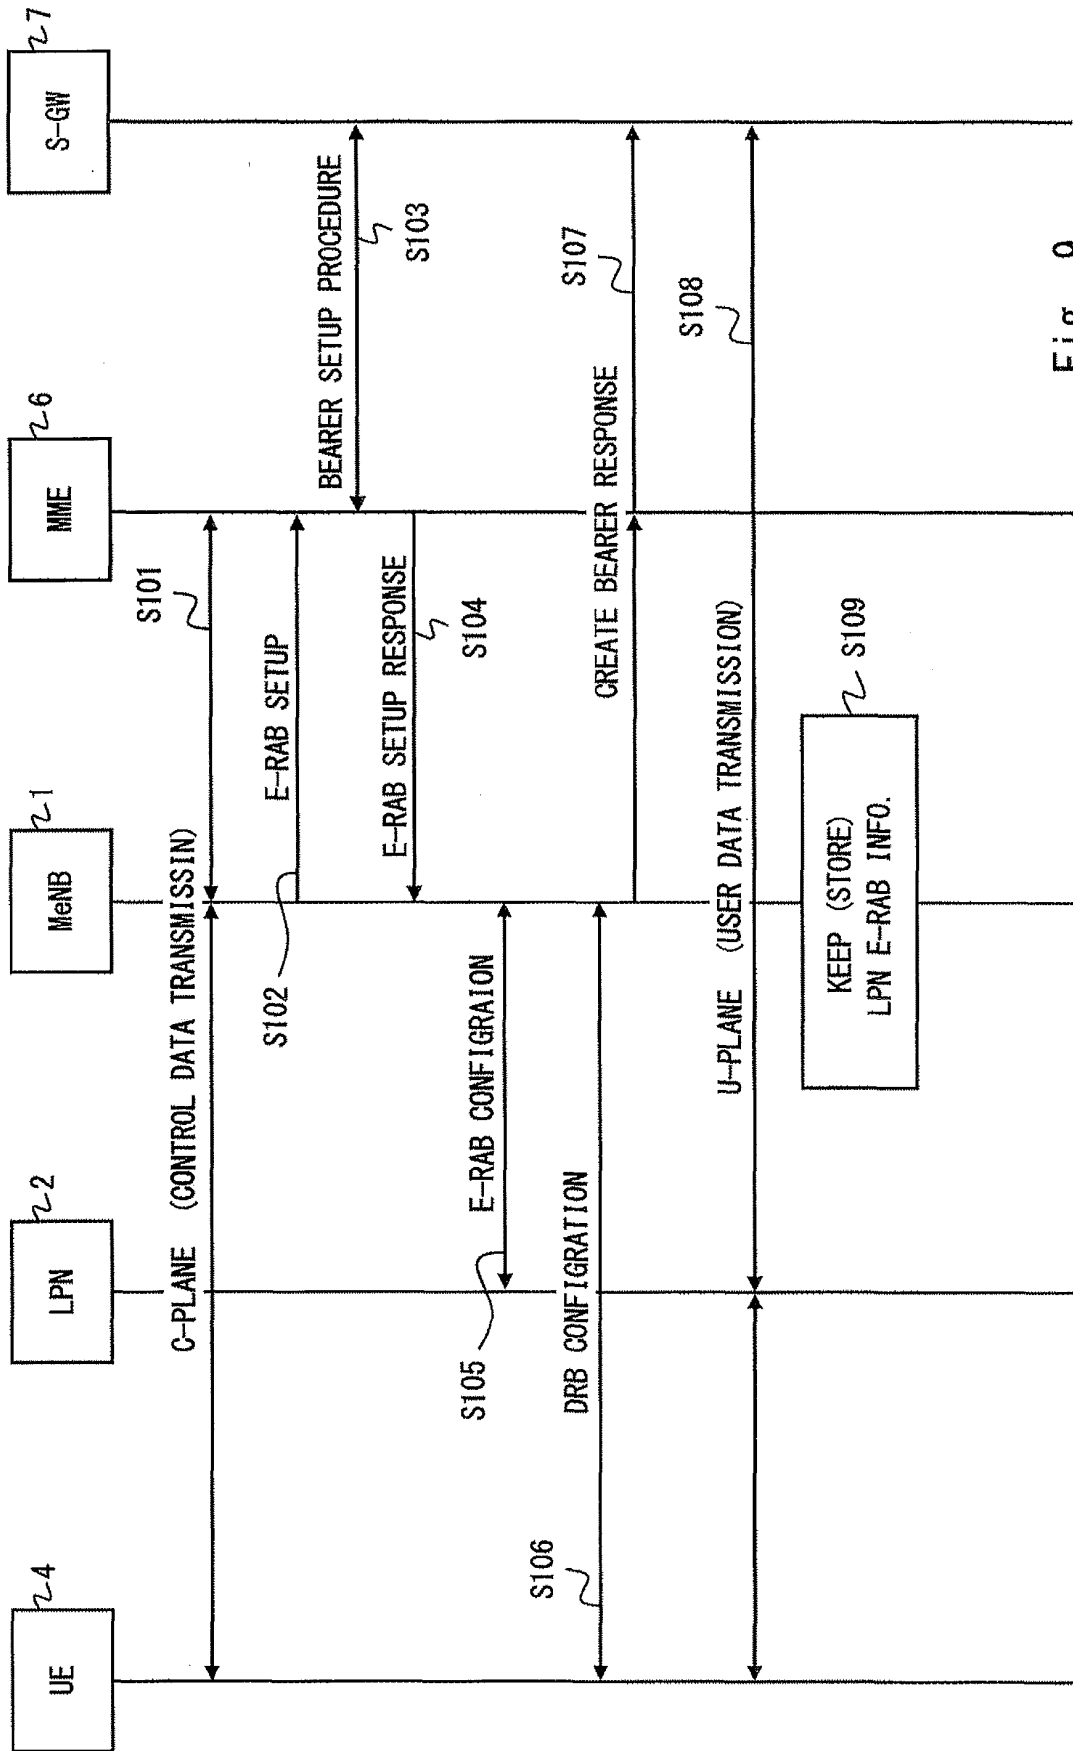 UE
4
LPN
2
MeNB
1
MME
6
S-GW
7
C-PLANE (CONTROL DATA TRANSMISSIN)
S101
E-RAB SETUP
S102
BEARER SETUP PROCEDURE
S103
E-RAB SETUP RESPONSE
S104
E-RAB CONFIGRAION
S105
DRB CONFIGRATION
S106
CREATE BEARER RESPONSE
S107
U-PLANE (USER DATA TRANSMISSION)
S108
KEEP (STORE)
LPN E-RAB INFO.
S109
Fig. 9